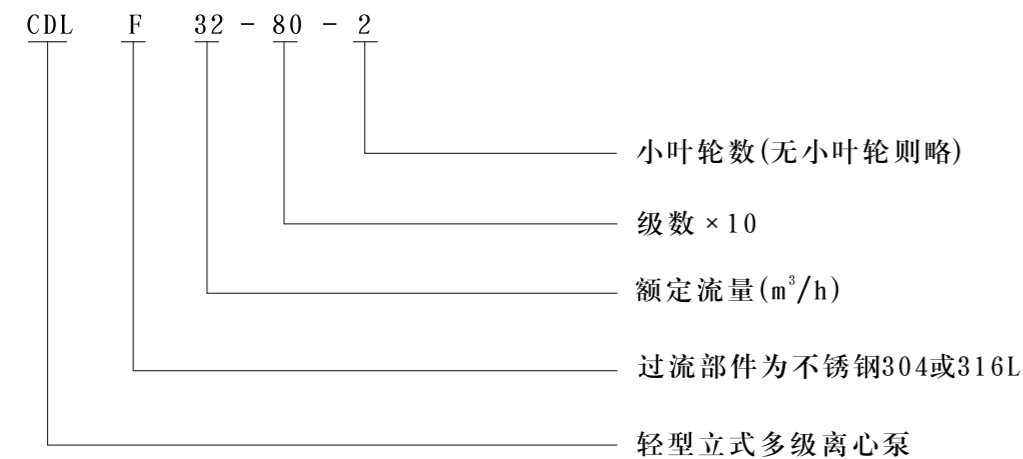 CDL F 32 - 80 - 2
小叶轮数(无小叶轮则略)
级数×10
额定流量(m³/h)
过流部件为不锈钢304或316L
轻型立式多级离心泵